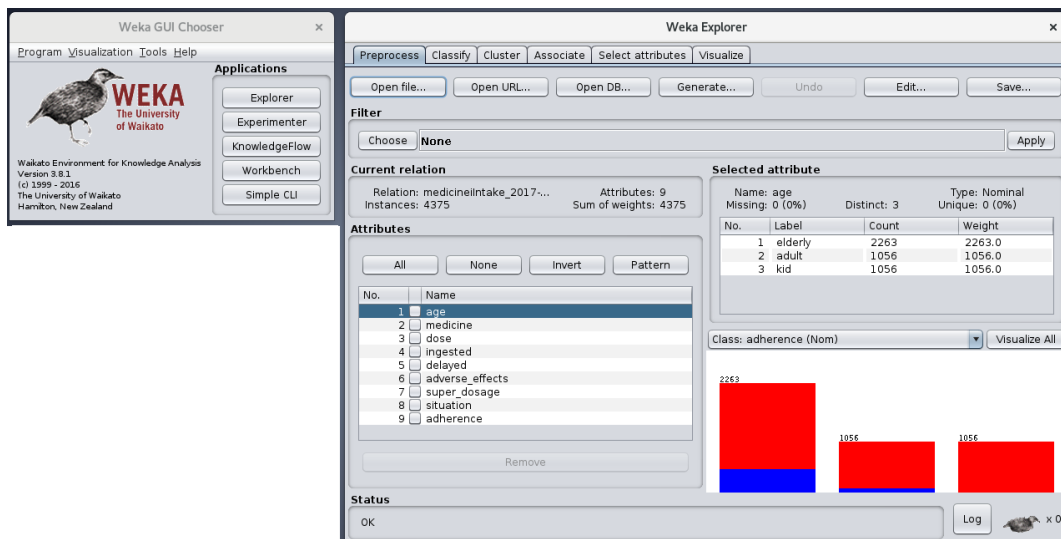 Weka GUI Chooser ×
Program Visualization Tools Help
WEKA
The University
of Waikato
Waikato Environment for Knowledge Analysis
Version 3.8.1
(c) 1999 - 2016
The University of Waikato
Hamilton, New Zealand
Applications
Explorer
Experimenter
KnowledgeFlow
Workbench
Simple CLI
Weka Explorer ×
Preprocess Classify Cluster Associate Select attributes Visualize
Open file... Open URL... Open DB... Generate... Undo Edit... Save...
Filter
Choose None Apply
Current relation
Relation: medicineiIntake_2017-... Attributes: 9
Instances: 4375 Sum of weights: 4375
Attributes
All None Invert Pattern
No. Name
1 age
2 medicine
3 dose
4 ingested
5 delayed
6 adverse_effects
7 super_dosage
8 situation
9 adherence
Remove
Selected attribute
Name: age Type: Nominal
Missing: 0 (0%) Distinct: 3 Unique: 0 (0%)
No. Label Count Weight
1 elderly 2263 2263.0
2 adult 1056 1056.0
3 kid 1056 1056.0
Class: adherence (Nom) Visualize All
2263
1056 1056
Status
OK Log x 0